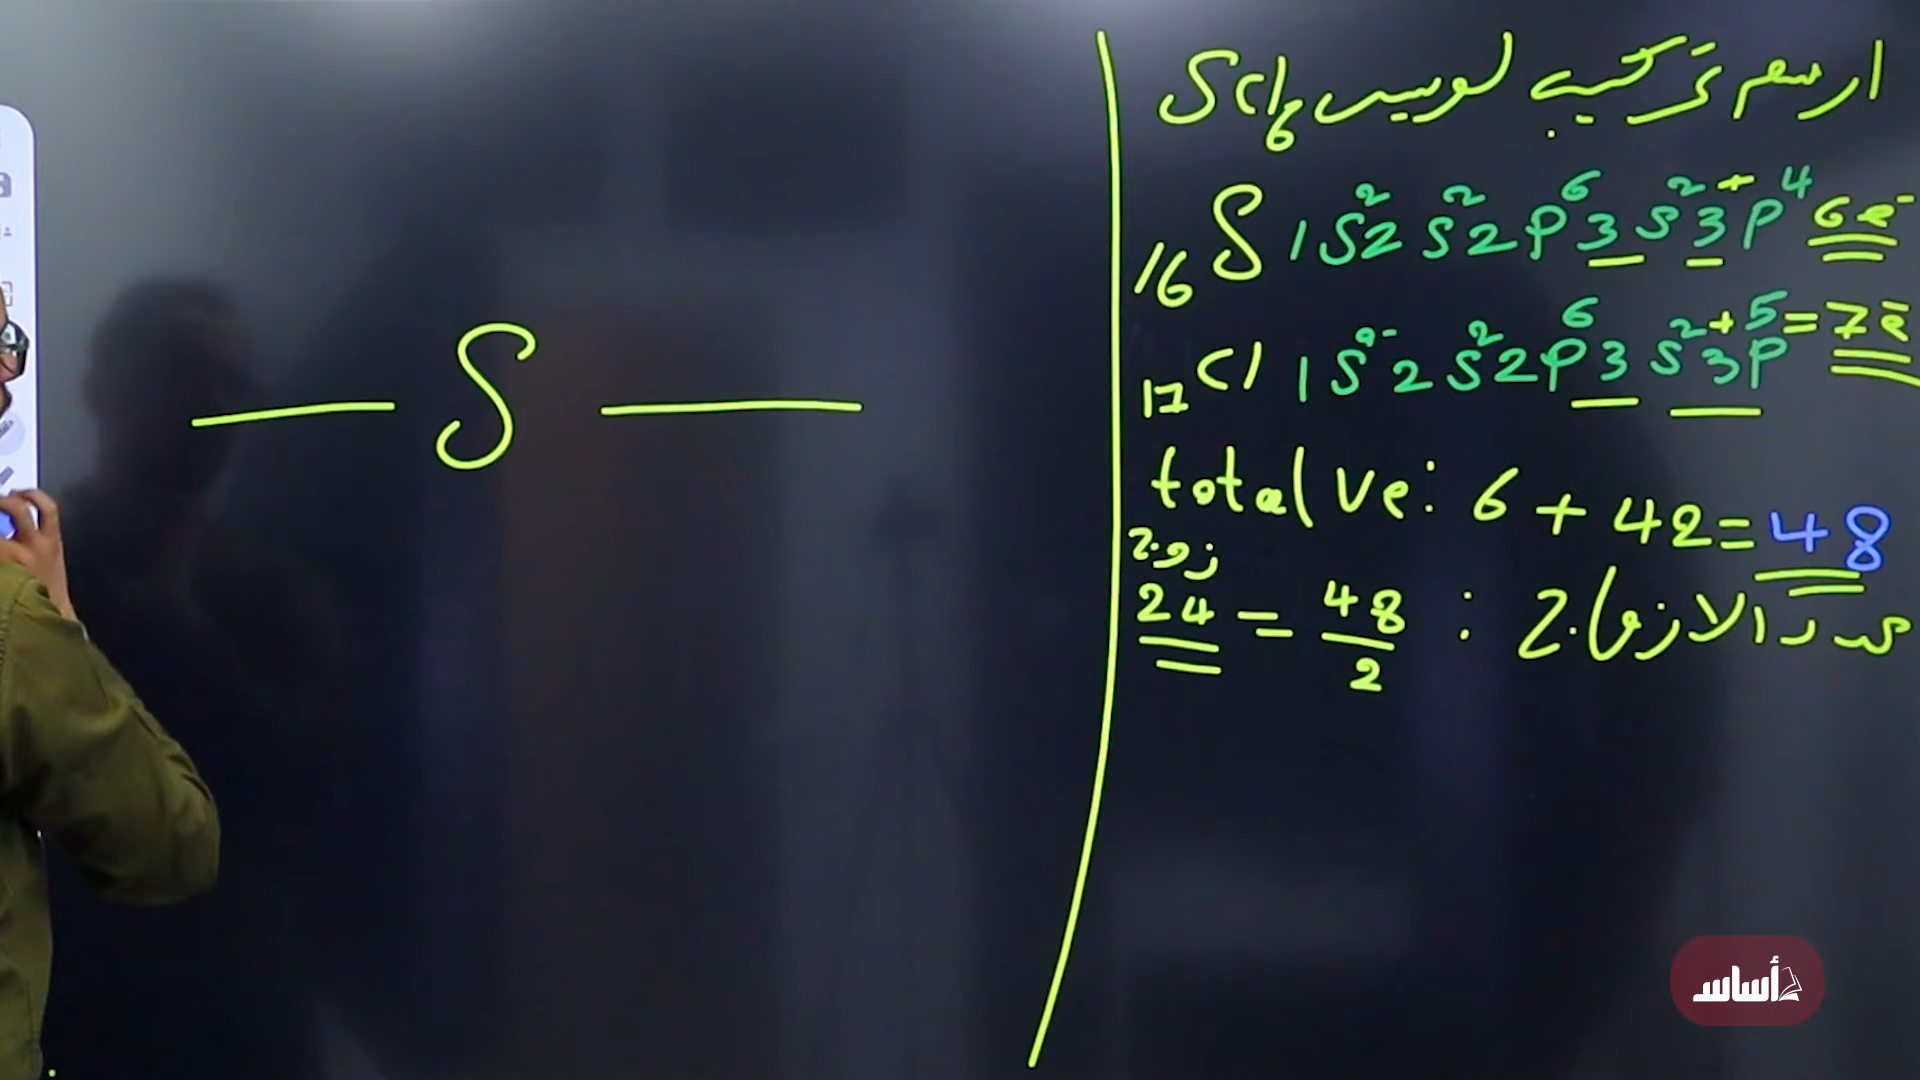 ارسم تركيب لويس SCl₆
₁₆S 1s² 2s² 2p⁶ 3s² + 3p⁴ 6e⁻
₁₇Cl 1s² 2s² 2p⁶ 3s² + 3p⁵ = 7e⁻
total ve: 6 + 42 = 48
عدد الازواج : 48/2 = 24 زوج
S
أساس